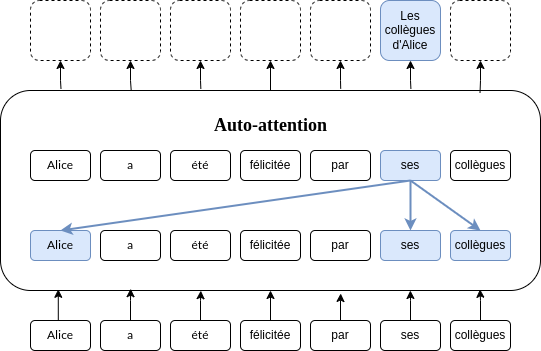 Les
collègues
d'Alice
Auto-attention
Alice a été félicitée par ses collègues
Alice a été félicitée par ses collègues
Alice a été félicitée par ses collègues